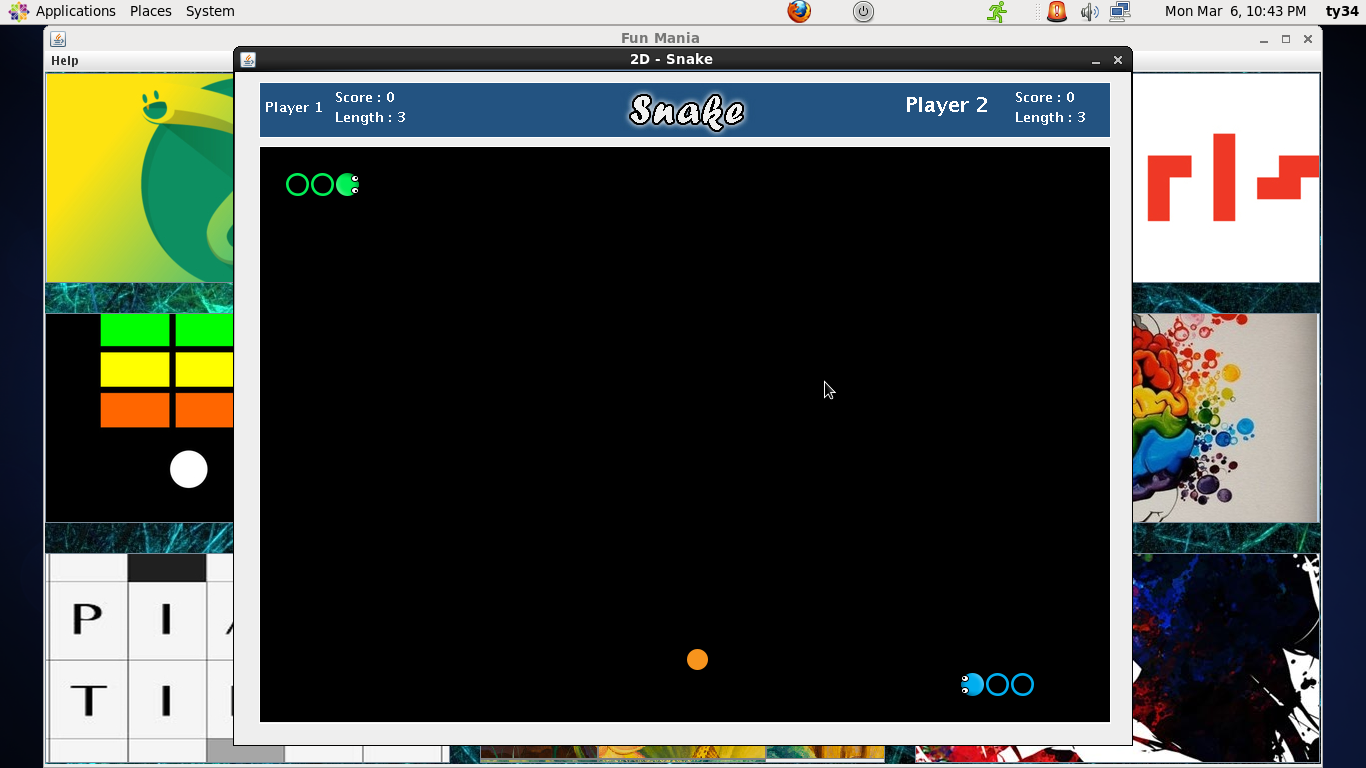 Applications Places System Mon Mar 6, 10:43 PM ty34
Fun Mania
Help
2D - Snake
Player 1
Score : 0
Length : 3
Snake
Player 2
Score : 0
Length : 3
P I
T I